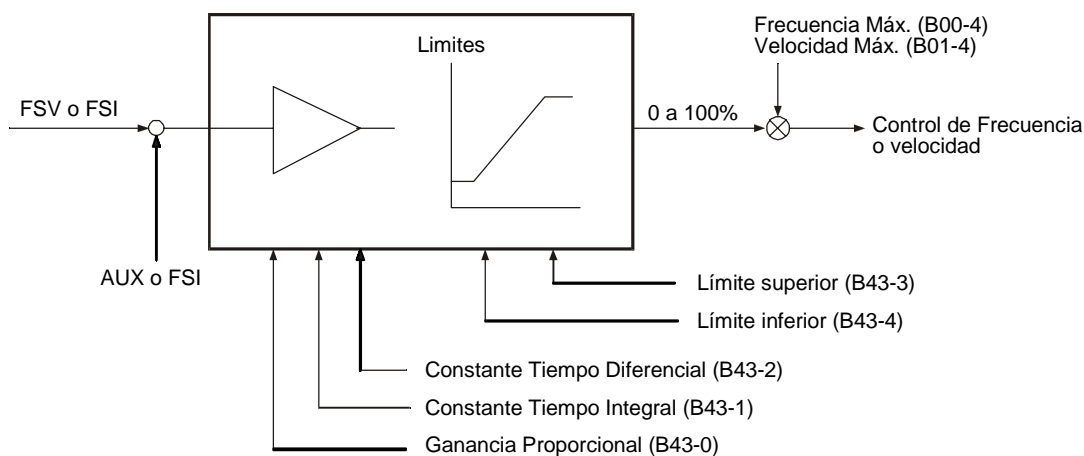 Frecuencia Máx. (B00-4)
Velocidad Máx. (B01-4)
Limites
FSV o FSI
0 a 100%
Control de Frecuencia
o velocidad
AUX o FSI
Límite superior (B43-3)
Límite inferior (B43-4)
Constante Tiempo Diferencial (B43-2)
Constante Tiempo Integral (B43-1)
Ganancia Proporcional (B43-0)